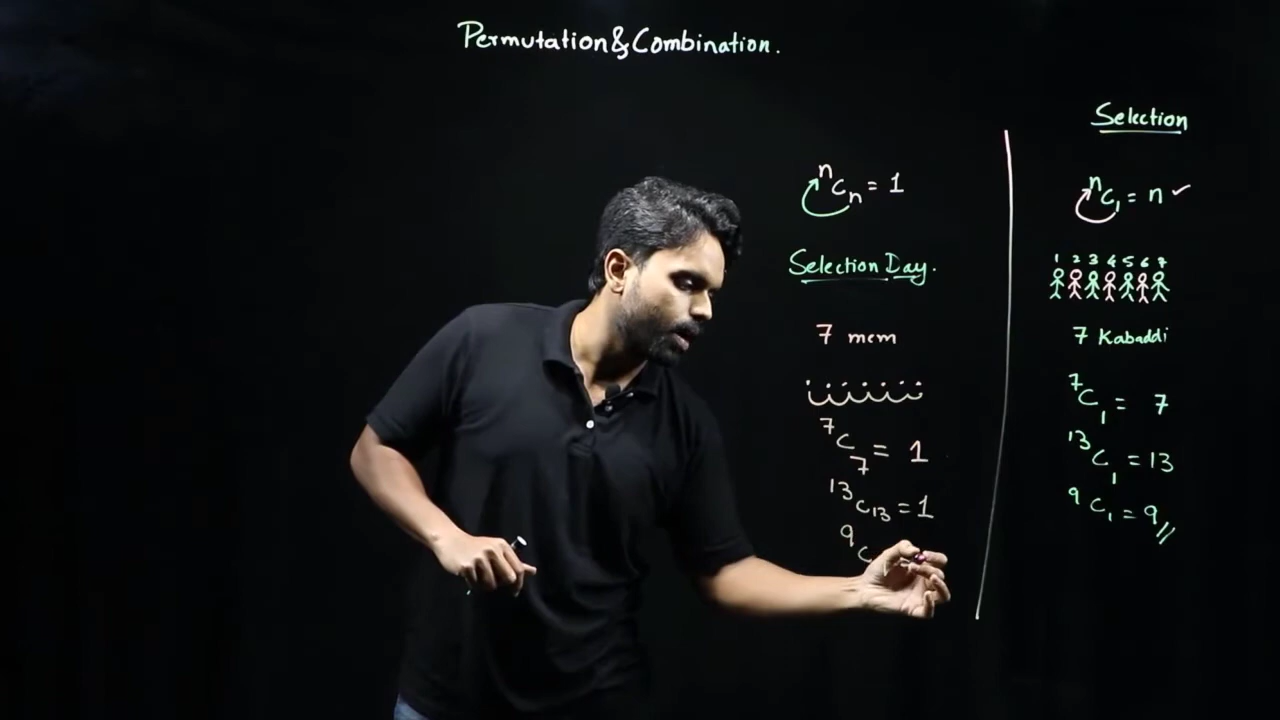 Permutation & Combination.
ⁿCₙ = 1
Selection Day.
7 mem
⁷C₇ = 1
¹³C₁₃ = 1
⁹C
Selection
ⁿC₁ = n ✓
1 2 3 4 5 6 7
7 Kabaddi
⁷C₁ = 7
¹³C₁ = 13
⁹C₁ = 9//